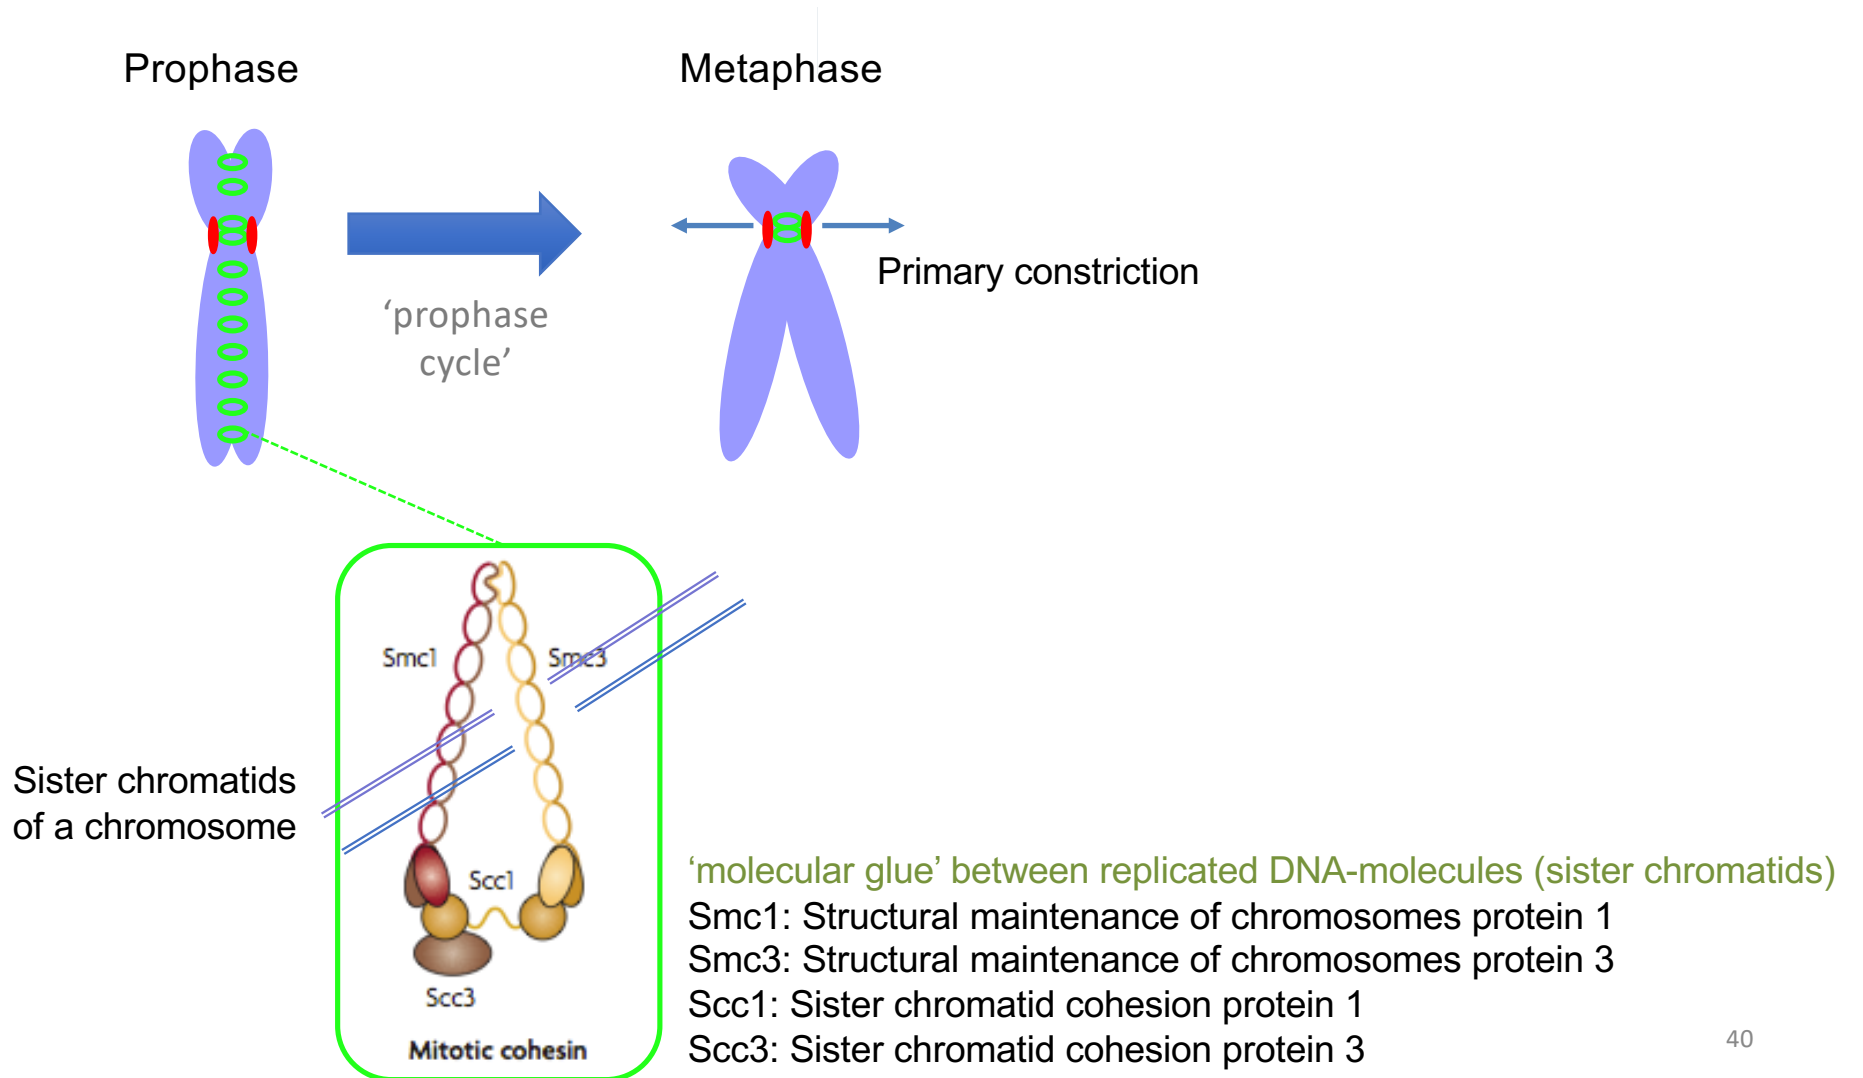 Prophase
Metaphase
Primary constriction
‘prophase
cycle’
Smc1
Smc3
Sister chromatids
of a chromosome
Scc1
Scc3
Mitotic cohesin
‘molecular glue’ between replicated DNA-molecules (sister chromatids)
Smc1: Structural maintenance of chromosomes protein 1
Smc3: Structural maintenance of chromosomes protein 3
Scc1: Sister chromatid cohesion protein 1
Scc3: Sister chromatid cohesion protein 3
40